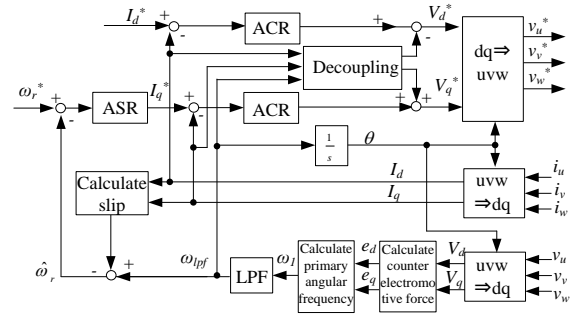 I_d^* + - ACR + - V_d^*
dq⇒ uvw
v_u^*
v_v^*
v_w^*
Decoupling
ω_r^* + - ASR I_q^* + - + ACR + + V_q^*
1/s θ
Calculate slip
I_d
I_q
uvw ⇒dq
i_u
i_v
i_w
ω̂_r - + ω_lpf LPF ω_1
Calculate primary angular frequency
e_d
e_q
Calculate counter electromo tive force
V_d
V_q
uvw ⇒dq
v_u
v_v
v_w